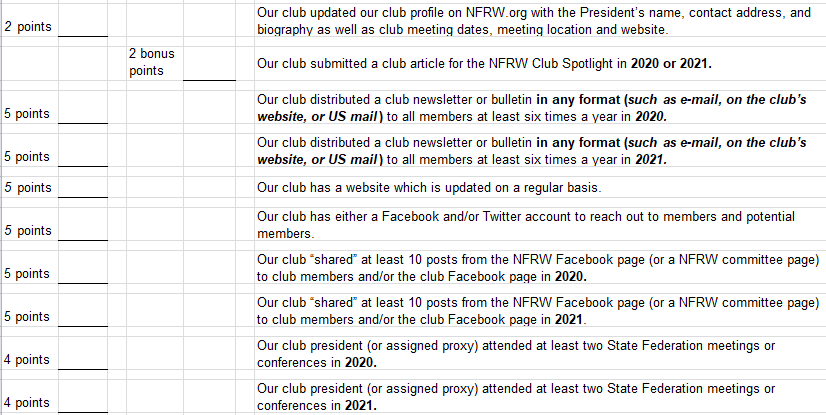 Our club updated our club profile on NFRW.org with the President's name, contact address, and
2 points biography as well as club meeting dates, meeting location and website.
2 bonus
points Our club submitted a club article for the NFRW Club Spotlight in 2020 or 2021.
Our club distributed a club newsletter or bulletin in any format (such as e-mail, on the club's
5 points website, or US mail) to all members at least six times a year in 2020.
Our club distributed a club newsletter or bulletin in any format (such as e-mail, on the club's
5 points website, or US mail) to all members at least six times a year in 2021.
5 points Our club has a website which is updated on a regular basis.
Our club has either a Facebook and/or Twitter account to reach out to members and potential
5 points members.
Our club “shared” at least 10 posts from the NFRW Facebook page (or a NFRW committee page)
5 points to club members and/or the club Facebook page in 2020.
Our club “shared” at least 10 posts from the NFRW Facebook page (or a NFRW committee page)
5 points to club members and/or the club Facebook page in 2021.
Our club president (or assigned proxy) attended at least two State Federation meetings or
4 points conferences in 2020.
Our club president (or assigned proxy) attended at least two State Federation meetings or
4 points conferences in 2021.